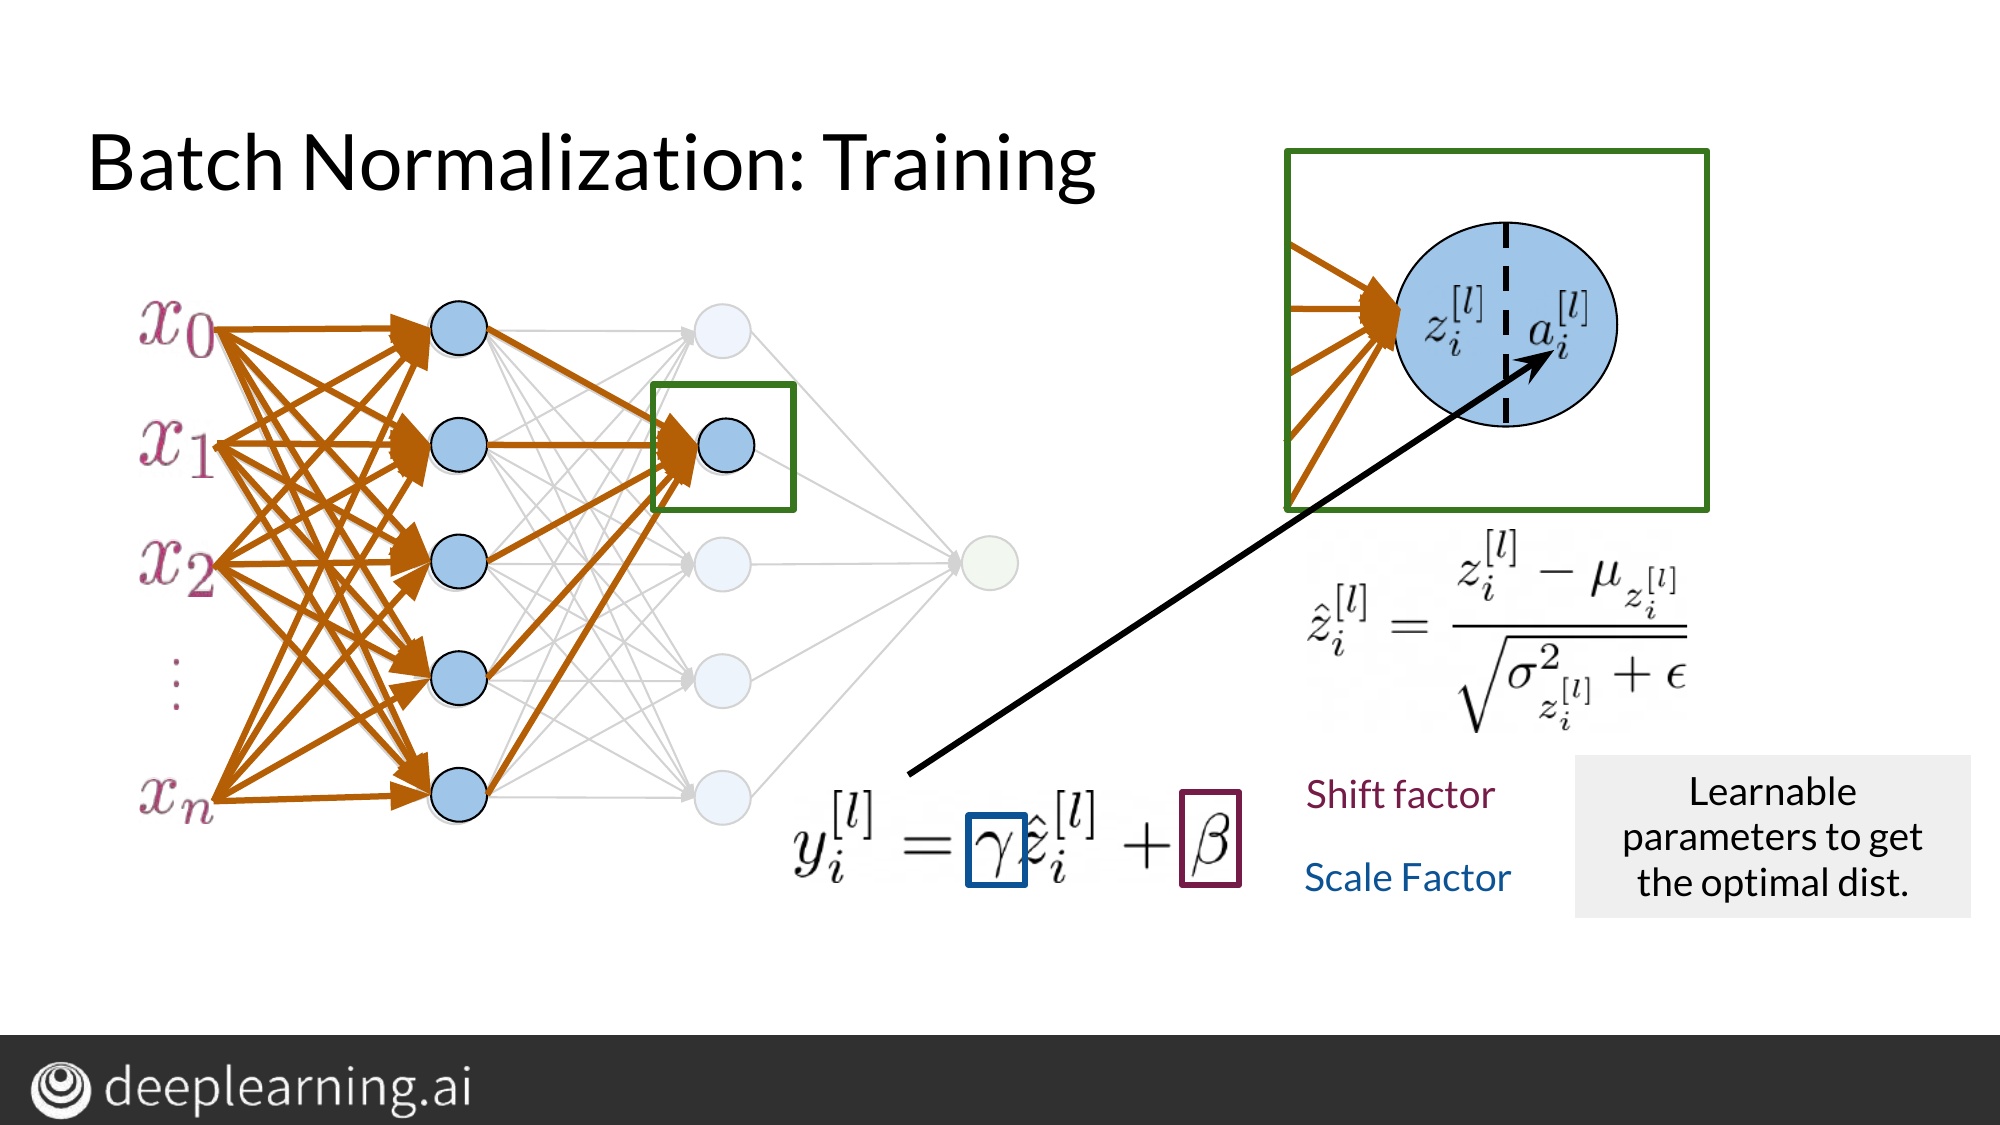 Batch Normalization: Training
x_0
x_1
x_2
⋮
x_n
z_i^{[l]} a_i^{[l]}
\hat{z}_i^{[l]} = \frac{z_i^{[l]} - \mu_{z_i^{[l]}}}{\sqrt{\sigma^2_{z_i^{[l]}} + \epsilon}}
y_i^{[l]} = \gamma \hat{z}_i^{[l]} + \beta
Shift factor
Scale Factor
Learnable
parameters to get
the optimal dist.
deeplearning.ai